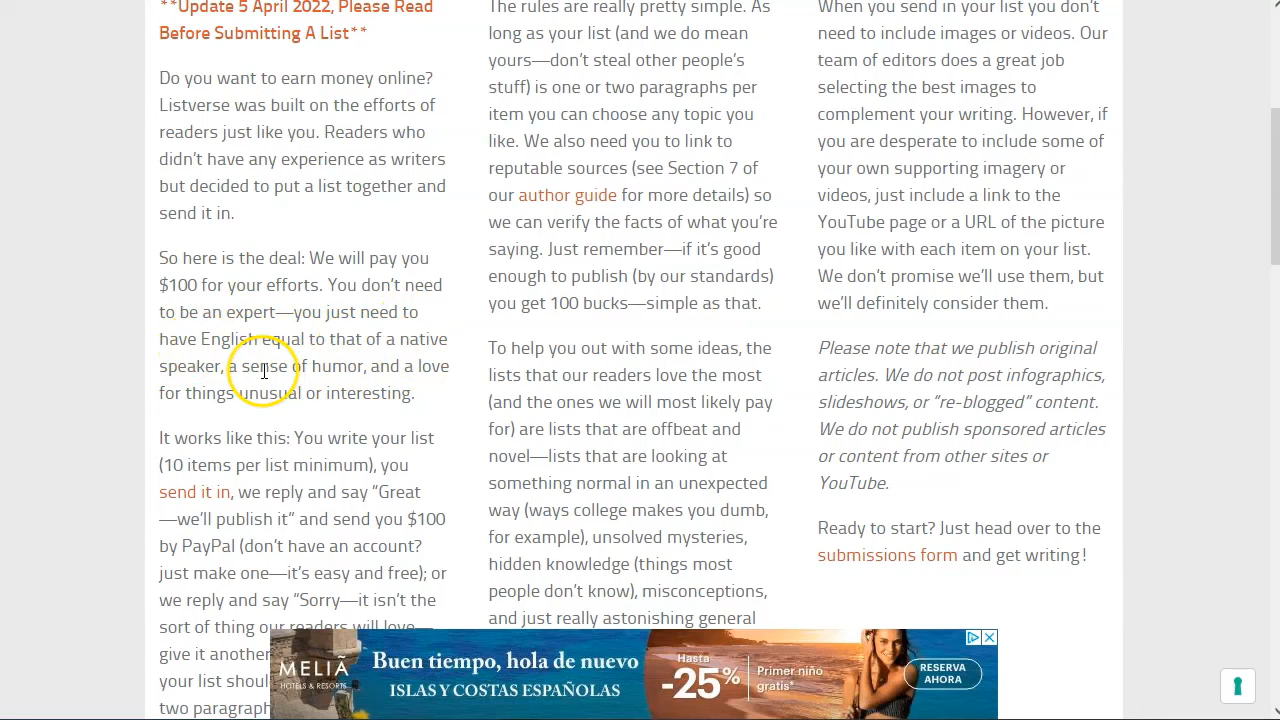 **Update 5 April 2022, Please Read
Before Submitting A List**
Do you want to earn money online?
Listverse was built on the efforts of
readers just like you. Readers who
didn’t have any experience as writers
but decided to put a list together and
send it in.
So here is the deal: We will pay you
$100 for your efforts. You don’t need
to be an expert—you just need to
have English equal to that of a native
speaker, a sense of humor, and a love
for things unusual or interesting.
It works like this: You write your list
(10 items per list minimum), you
send it in, we reply and say “Great
—we’ll publish it” and send you $100
by PayPal (don’t have an account?
just make one—it’s easy and free); or
we reply and say “Sorry—it isn’t the
sort of thing our readers will love—
give it another
your list shoul
two paragraph
The rules are really pretty simple. As
long as your list (and we do mean
yours—don’t steal other people’s
stuff) is one or two paragraphs per
item you can choose any topic you
like. We also need you to link to
reputable sources (see Section 7 of
our author guide for more details) so
we can verify the facts of what you’re
saying. Just remember—if it’s good
enough to publish (by our standards)
you get 100 bucks—simple as that.
To help you out with some ideas, the
lists that our readers love the most
(and the ones we will most likely pay
for) are lists that are offbeat and
novel—lists that are looking at
something normal in an unexpected
way (ways college makes you dumb,
for example), unsolved mysteries,
hidden knowledge (things most
people don’t know), misconceptions,
and just really astonishing general
When you send in your list you don’t
need to include images or videos. Our
team of editors does a great job
selecting the best images to
complement your writing. However, if
you are desperate to include some of
your own supporting imagery or
videos, just include a link to the
YouTube page or a URL of the picture
you like with each item on your list.
We don’t promise we’ll use them, but
we’ll definitely consider them.
Please note that we publish original
articles. We do not post infographics,
slideshows, or “re-blogged” content.
We do not publish sponsored articles
or content from other sites or
YouTube.
Ready to start? Just head over to the
submissions form and get writing!
MELIÃ
HOTELS & RESORTS
Buen tiempo, hola de nuevo
ISLAS Y COSTAS ESPAÑOLAS
Hasta
-25%
Primer niño
gratis*
RESERVA
AHORA